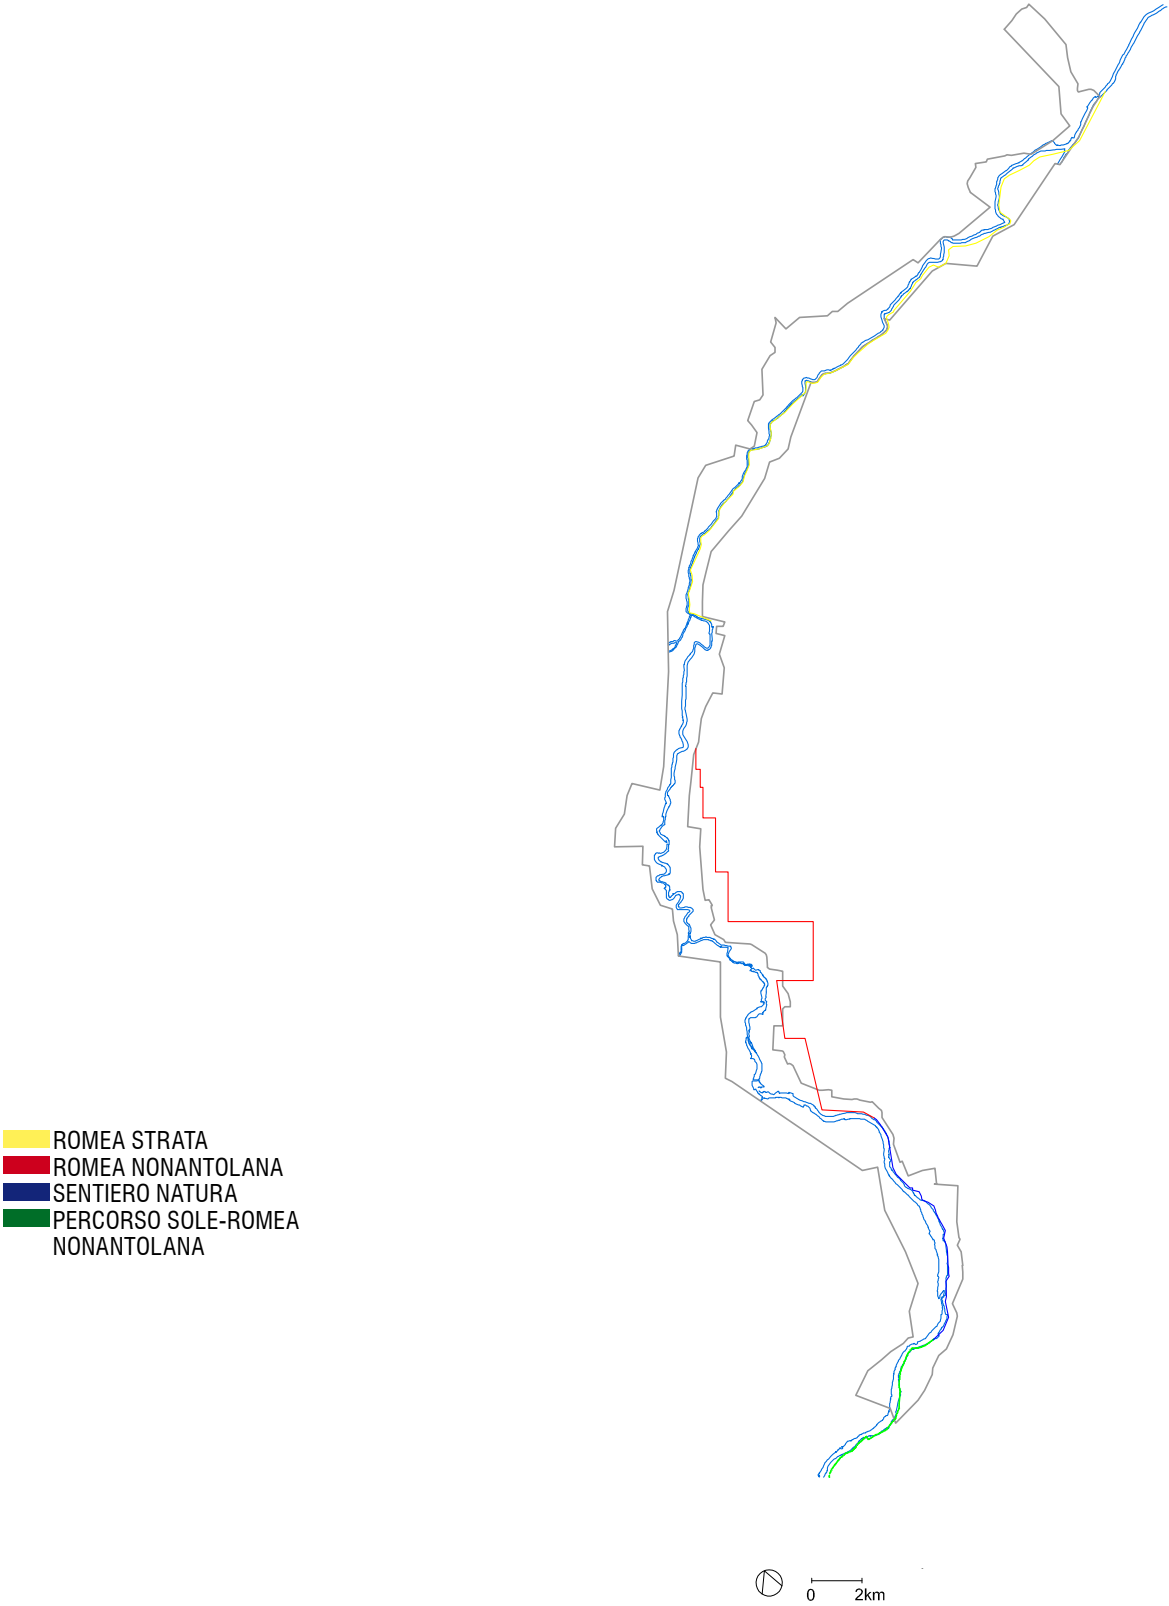 ROMEA STRATA
ROMEA NONANTOLANA
SENTIERO NATURA
PERCORSO SOLE-ROMEA
NONANTOLANA
0 2km